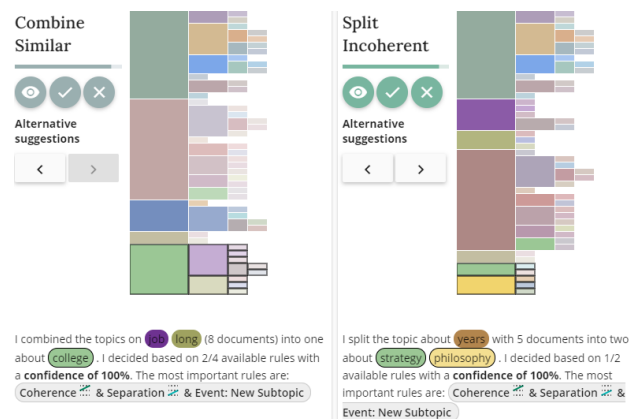 Combine
Similar
Alternative
suggestions
I combined the topics on job long (8 documents) into one
about college . I decided based on 2/4 available rules with
a confidence of 100%. The most important rules are:
Coherence & Separation & Event: New Subtopic
Split
Incoherent
Alternative
suggestions
I split the topic about years with 5 documents into two
about strategy philosophy . I decided based on 1/2
available rules with a confidence of 100%. The most
important rules are: Coherence & Separation &
Event: New Subtopic